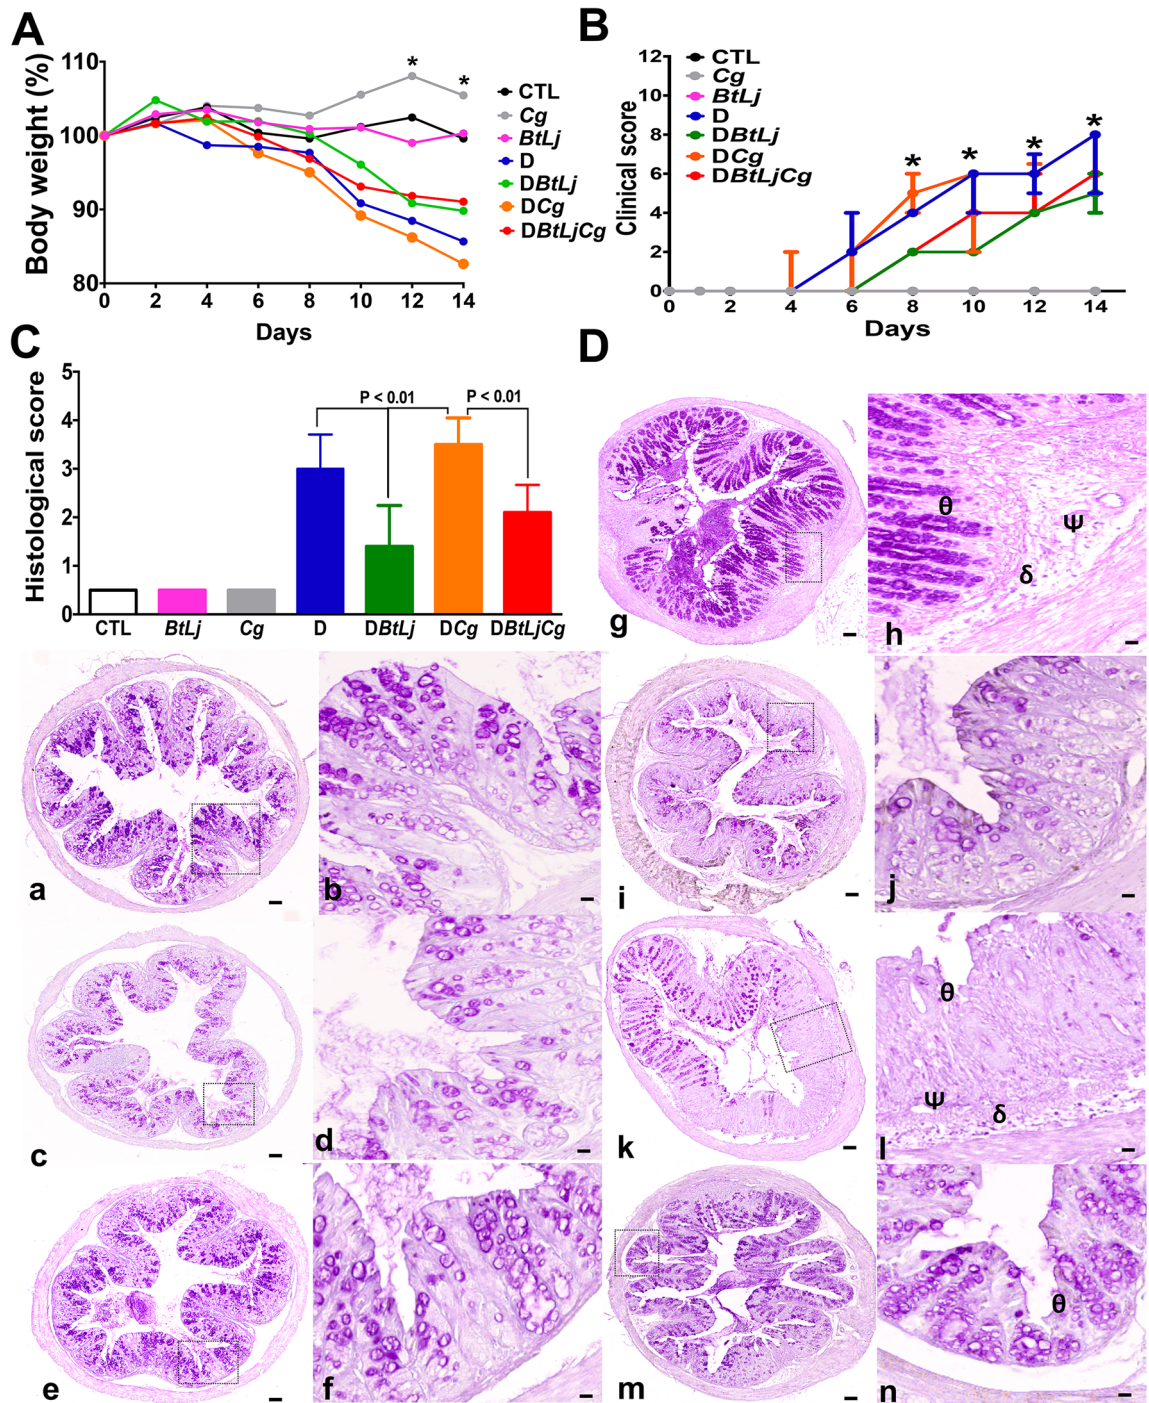 A
Body weight (%)
110
100
90
80
0 2 4 6 8 10 12 14
Days
* *
CTL
Cg
BtLj
D
DBtLj
DCg
DBtLjCg
B
Clinical score
12
10
8
6
4
2
0
0 2 4 6 8 10 12 14
Days
* * * *
CTL
Cg
BtLj
D
DBtLj
DCg
DBtLjCg
C
Histological score
5
4
3
2
1
0
P < 0.01 P < 0.01
CTL BtLj Cg D DBtLj DCg DBtLjCg
D
g
θ
Ψ
δ
h
a
b
i
j
c
d
k
θ
Ψ
δ
l
e
f
m
θ
n